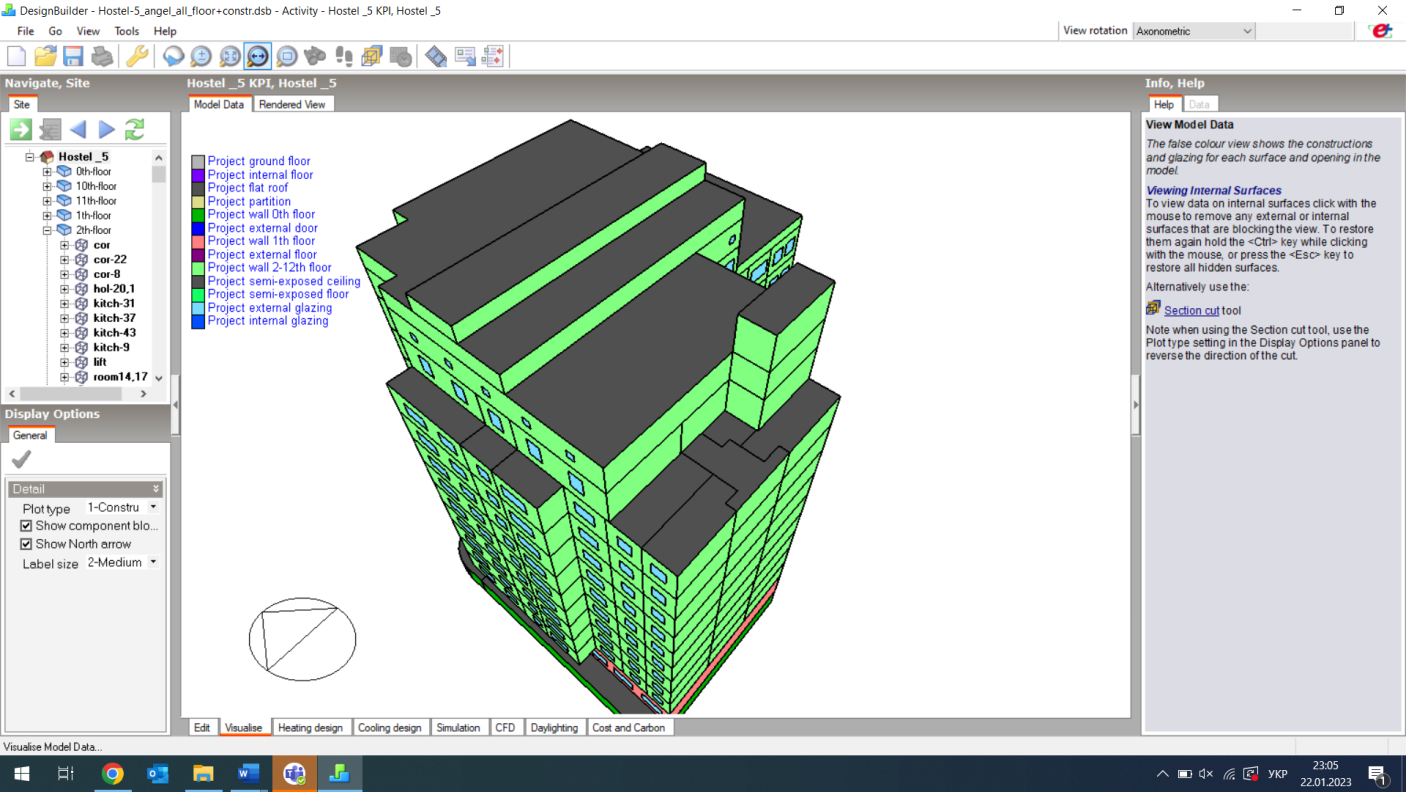 DesignBuilder - Hostel-5_angel_all_floor+constr.dsb - Activity - Hostel _5 KPI, Hostel _5
File Go View Tools Help
View rotation Axonometric
Navigate, Site
Site
Hostel _5
0th-floor
10th-floor
11th-floor
1th-floor
2th-floor
cor
cor-22
cor-8
hol-20,1
kitch-31
kitch-37
kitch-43
kitch-9
lift
room14,17
Display Options
General
Detail
Plot type 1-Constru
Show component blo...
Show North arrow
Label size 2-Medium
Hostel _5 KPI, Hostel _5
Model Data Rendered View
Project ground floor
Project internal floor
Project flat roof
Project partition
Project wall 0th floor
Project external door
Project wall 1th floor
Project external floor
Project wall 2-12th floor
Project semi-exposed ceiling
Project semi-exposed floor
Project external glazing
Project internal glazing
Edit Visualise Heating design Cooling design Simulation CFD Daylighting Cost and Carbon
Info, Help
Help Data
View Model Data
The false colour view shows the constructions
and glazing for each surface and opening in the
model.
Viewing Internal Surfaces
To view data on internal surfaces click with the
mouse to remove any external or internal
surfaces that are blocking the view. To restore
them again hold the <Ctrl> key while clicking
with the mouse, or press the <Esc> key to
restore all hidden surfaces.
Alternatively use the:
Section cut tool
Note when using the Section cut tool, use the
Plot type setting in the Display Options panel to
reverse the direction of the cut.
Visualise Model Data...
УКР
23:05
22.01.2023
1